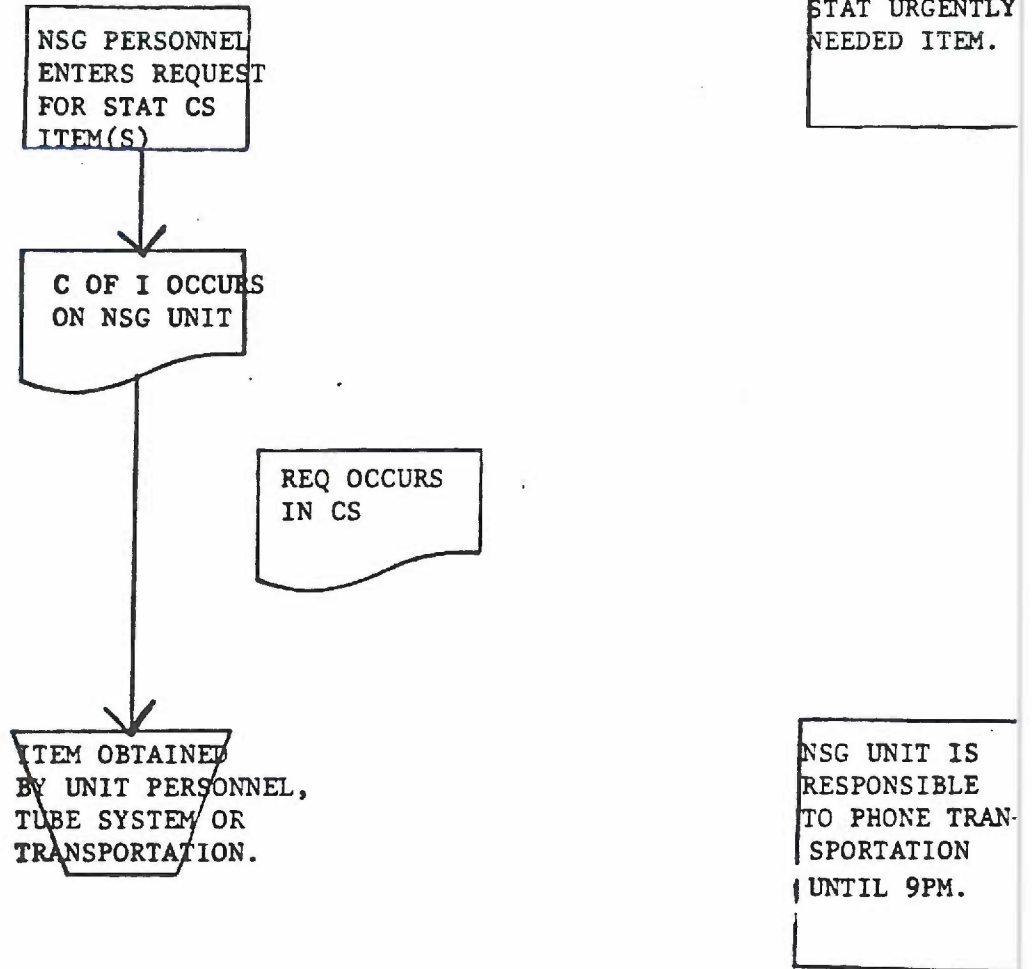 NSG PERSONNEL
ENTERS REQUEST
FOR STAT CS
ITEM(S)
STAT URGENTLY
NEEDED ITEM.
C OF I OCCURS
ON NSG UNIT
REQ OCCURS
IN CS
ITEM OBTAINED
BY UNIT PERSONNEL,
TUBE SYSTEM OR
TRANSPORTATION.
NSG UNIT IS
RESPONSIBLE
TO PHONE TRAN-
SPORTATION
UNTIL 9PM.